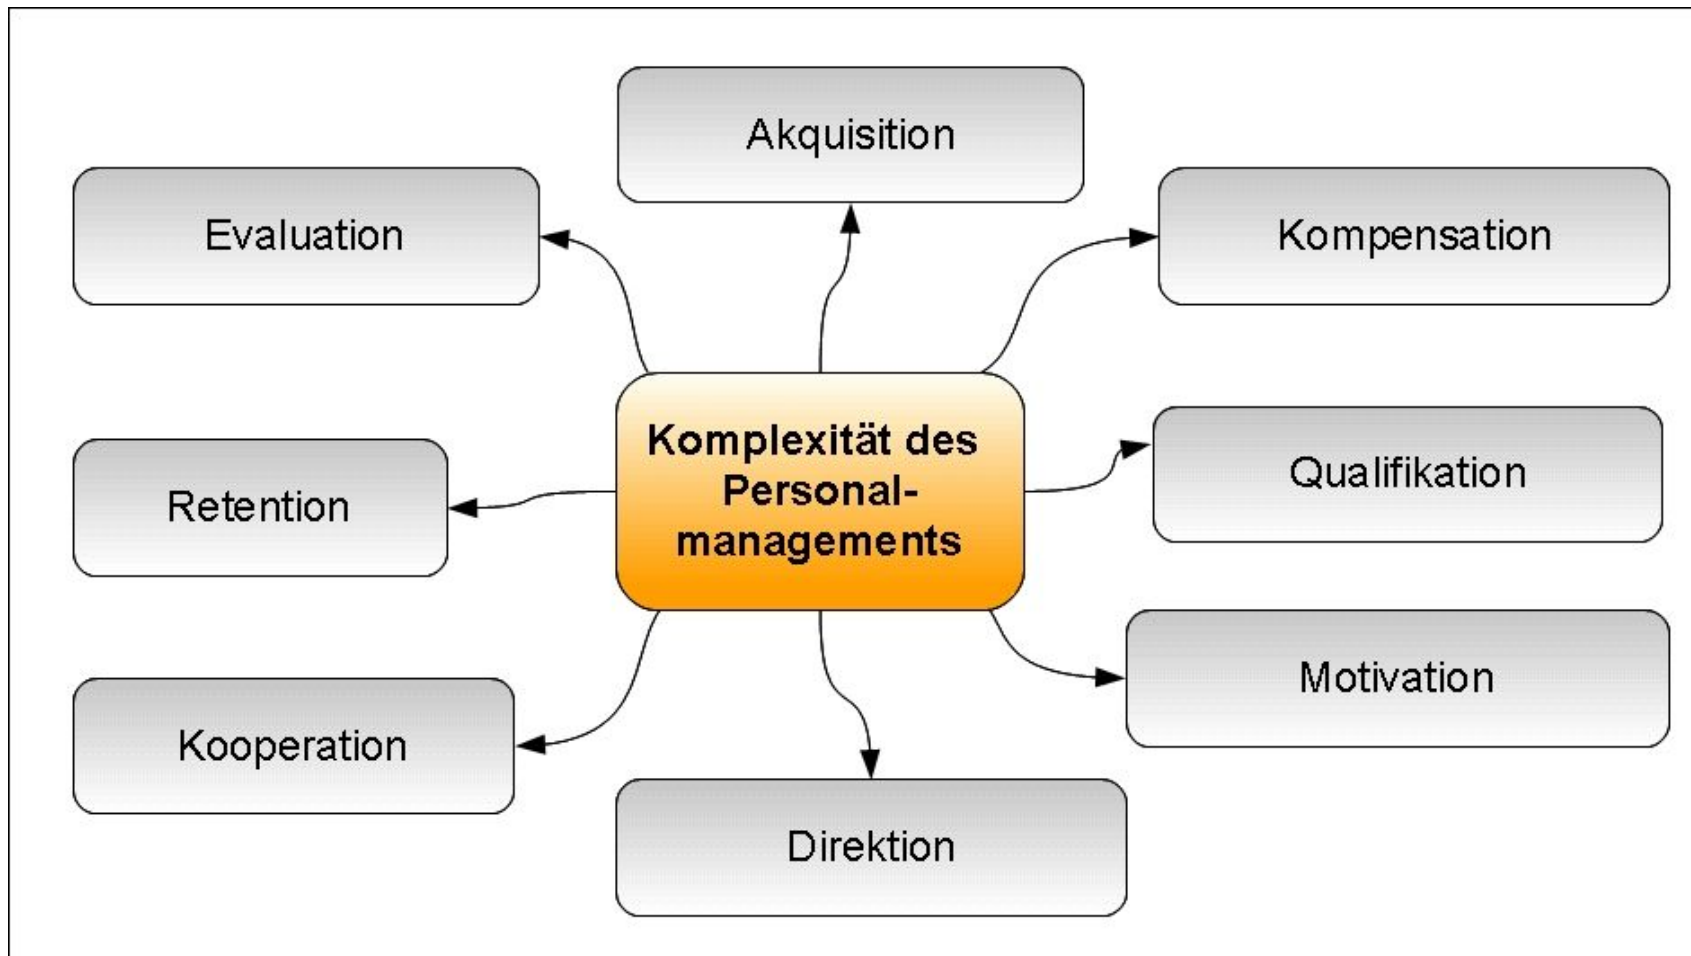 Akquisition
Evaluation
Kompensation
Komplexität des
Personal-
managements
Qualifikation
Retention
Motivation
Kooperation
Direktion